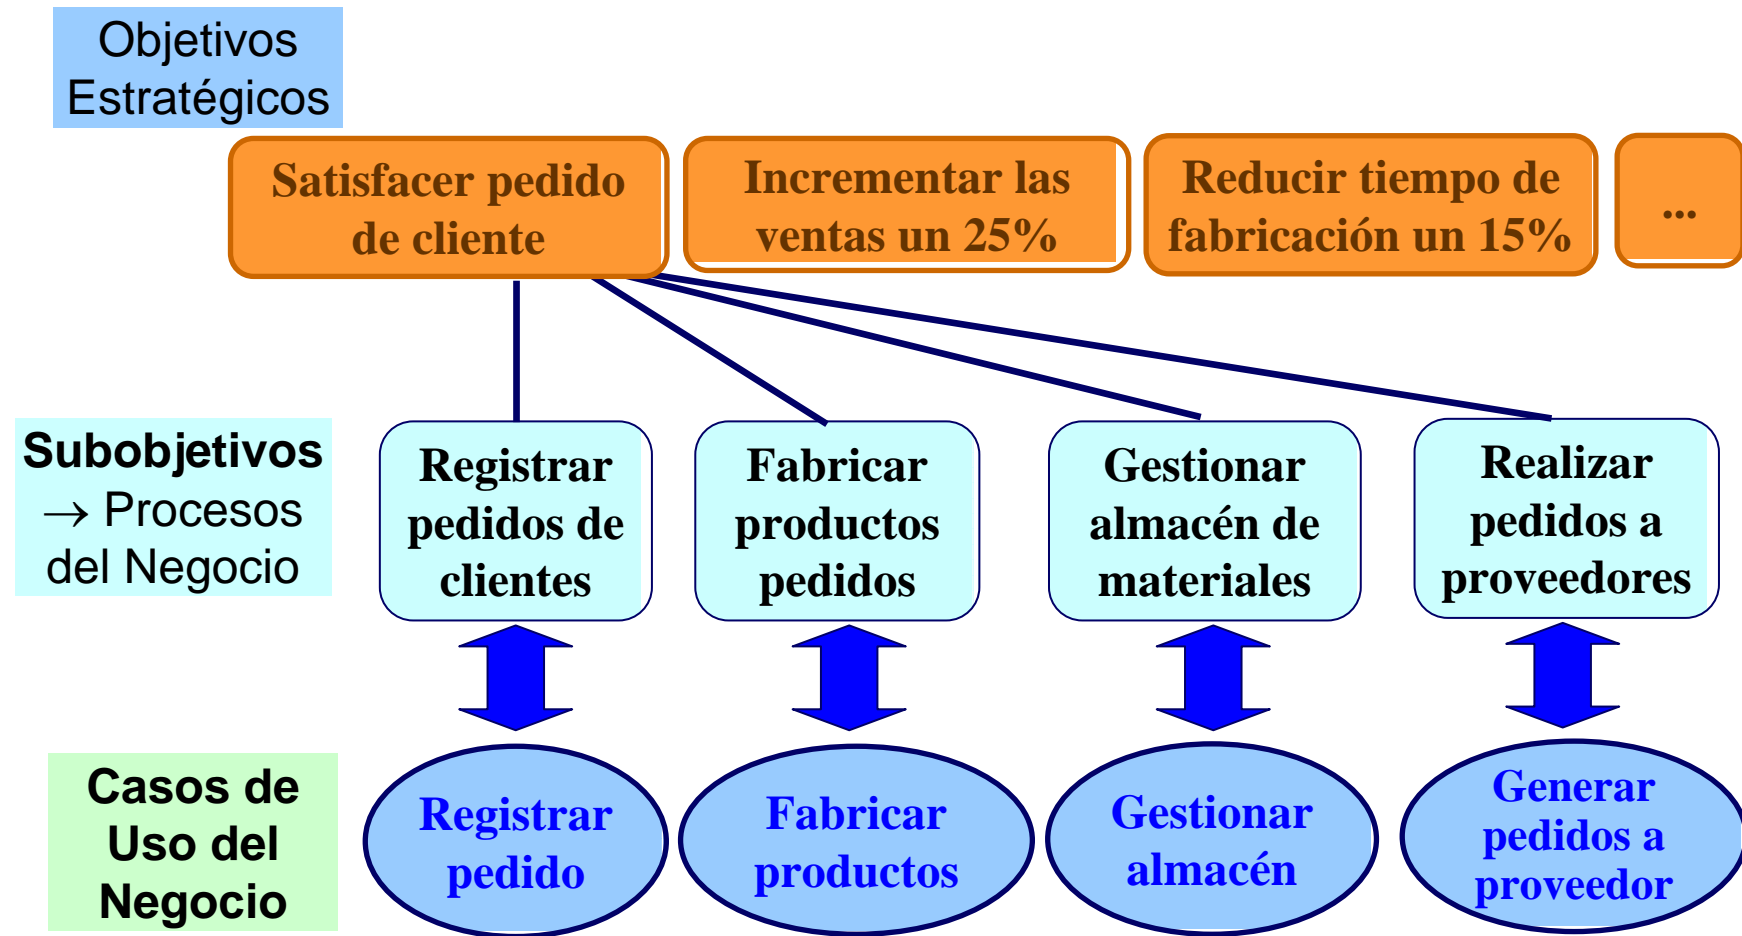 Objetivos
Estratégicos
Satisfacer pedido
de cliente
Incrementar las
ventas un 25%
Reducir tiempo de
fabricación un 15%
...
Subobjetivos
→ Procesos
del Negocio
Registrar
pedidos de
clientes
Fabricar
productos
pedidos
Gestionar
almacén de
materiales
Realizar
pedidos a
proveedores
Casos de
Uso del
Negocio
Registrar
pedido
Fabricar
productos
Gestionar
almacén
Generar
pedidos a
proveedor